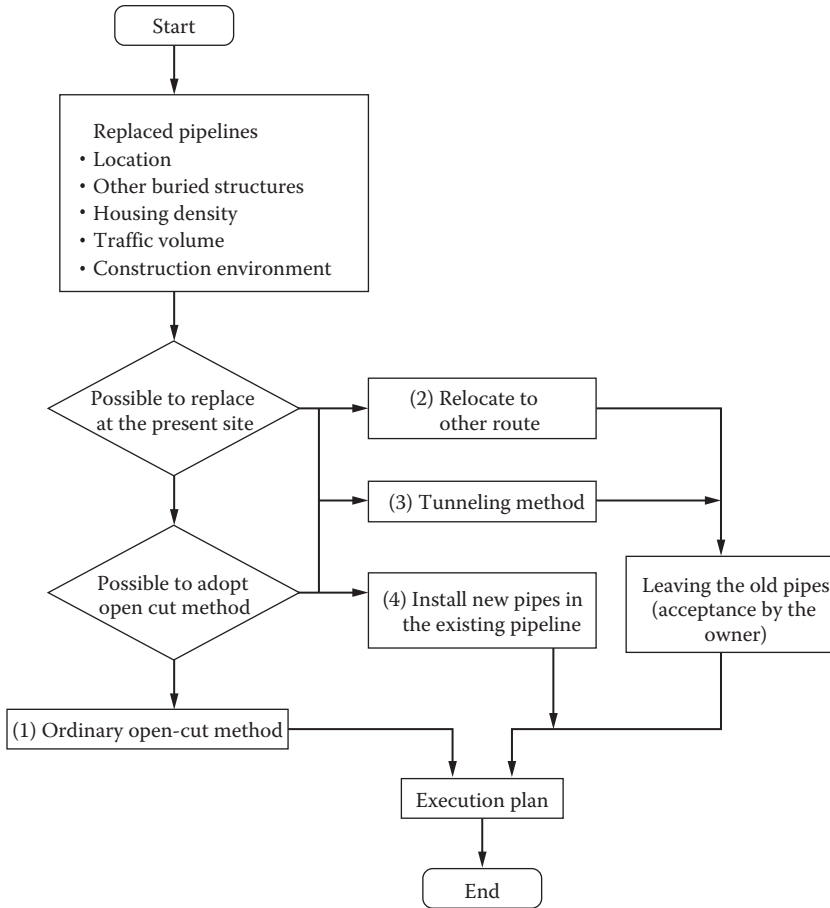 Start
Replaced pipelines
• Location
• Other buried structures
• Housing density
• Traffic volume
• Construction environment
Possible to replace
at the present site
(2) Relocate to
other route
(3) Tunneling method
Possible to adopt
open cut method
(4) Install new pipes in
the existing pipeline
Leaving the old pipes
(acceptance by the
owner)
(1) Ordinary open-cut method
Execution plan
End